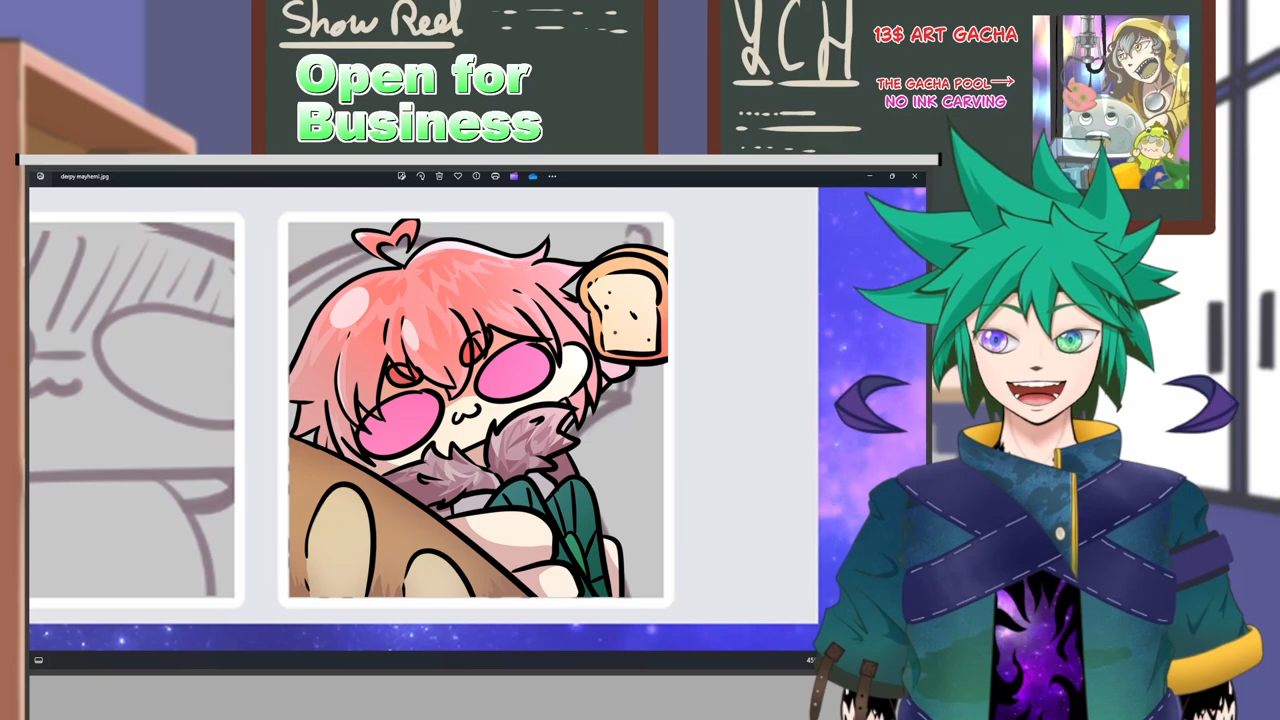 Show Reel
Open for
Business
YCH
13$ ART GACHA
THE GACHA POOL→
NO INK CARVING
derpy mayhem!.jpg